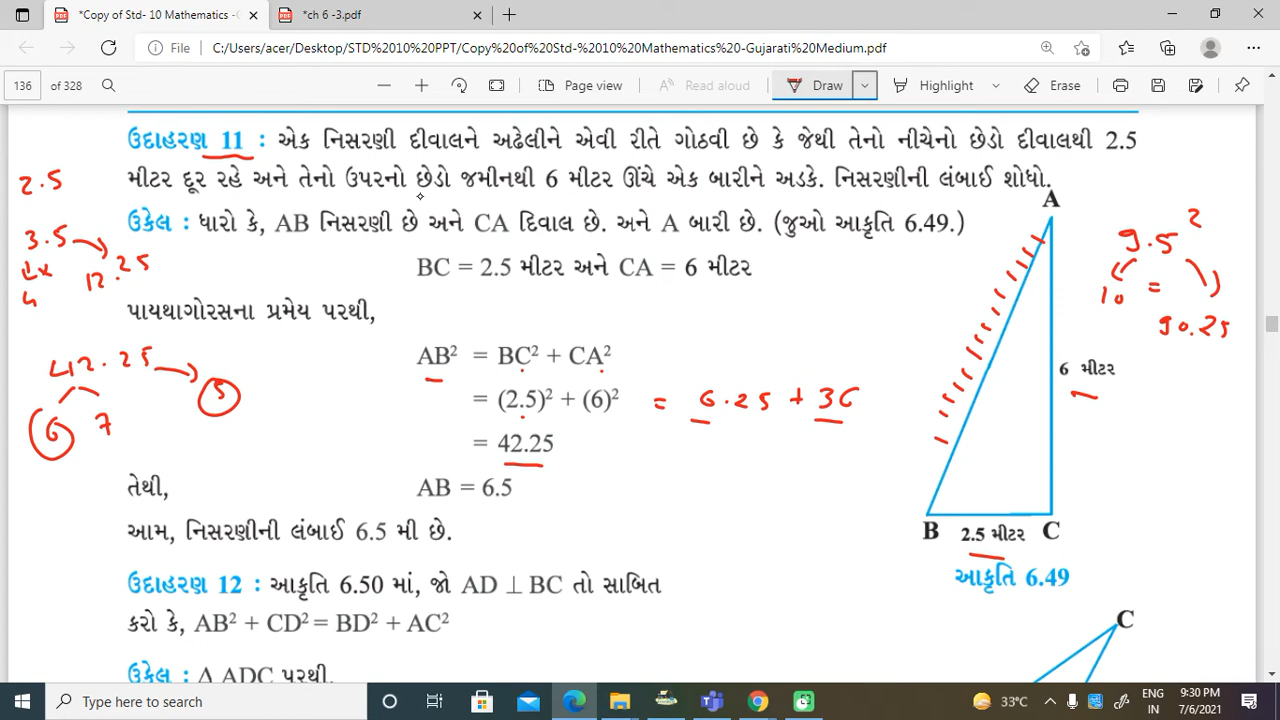 *Copy of Std- 10 Mathematics - G
*ch 6 -3.pdf
File
C:/Users/acer/Desktop/STD%2010%20PPT/Copy%20of%20Std-%2010%20Mathematics%20-Gujarati%20Medium.pdf
136 of 328
Page view
Read aloud
Draw
Highlight
Erase
ઉદાહરણ 11 : એક નિસરણી દીવાલને અઢેલીને એવી રીતે ગોઠવી છે કે જેથી તેનો નીચેનો છેડો દીવાલથી 2.5
મીટર દૂર રહે અને તેનો ઉપરનો છેડો જમીનથી 6 મીટર ઊંચે એક બારીને અડકે. નિસરણીની લંબાઈ શોધો.
ઉકેલ : ધારો કે, AB નિસરણી છે અને CA દિવાલ છે. અને A બારી છે. (જુઓ આકૃતિ 6.49.)
BC = 2.5 મીટર અને CA = 6 મીટર
પાયથાગોરસના પ્રમેય પરથી,
AB² = BC² + CA²
= (2.5)² + (6)²
= 6.25 + 36
= 42.25
તેથી, AB = 6.5
આમ, નિસરણીની લંબાઈ 6.5 મી છે.
ઉદાહરણ 12 : આકૃતિ 6.50 માં, જો AD ⊥ BC તો સાબિત
કરો કે, AB² + CD² = BD² + AC²
ઉકેલ : Δ ADC પરથી,
2.5
3.5
12.25
4
42.25
5
6 7
A
6 મીટર
B 2.5 મીટર C
આકૃતિ 6.49
C
9.5²
10 =
90.25
Type here to search
33°C
ENG
IN
9:30 PM
7/6/2021